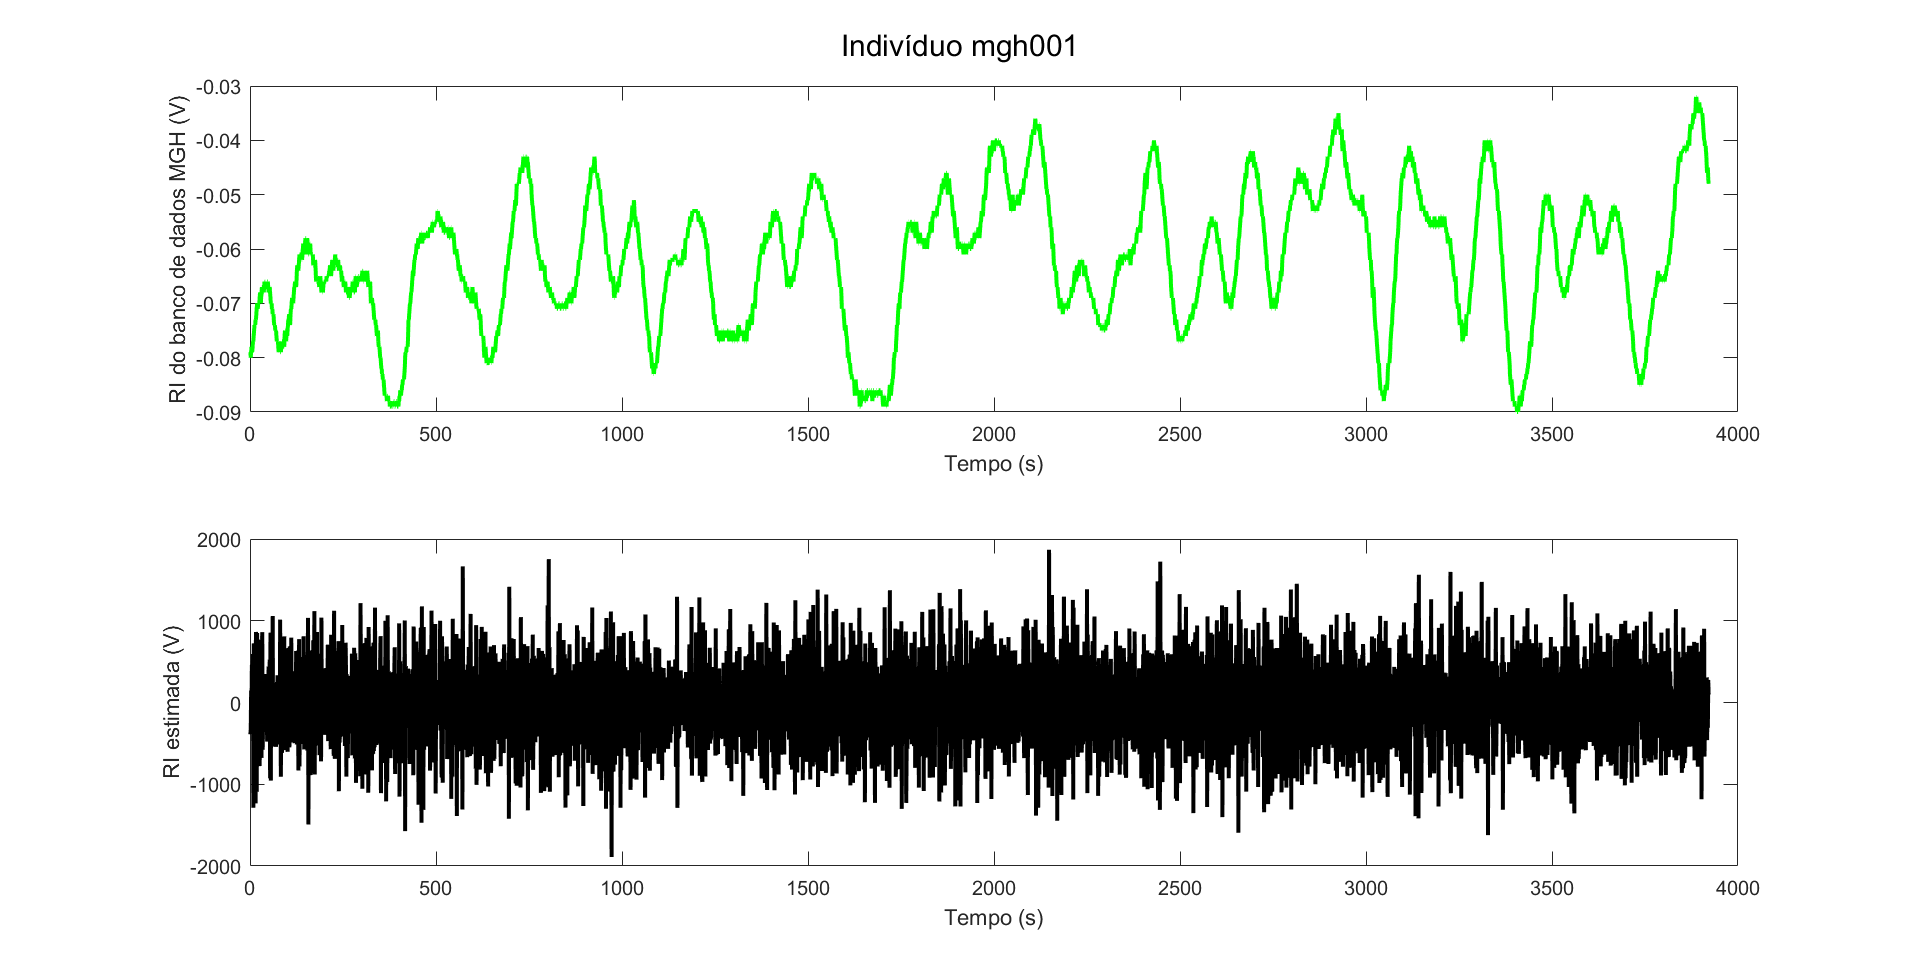 Indivíduo mgh001
RI do banco de dados MGH (V)
-0.03
-0.04
-0.05
-0.06
-0.07
-0.08
-0.09
0 500 1000 1500 2000 2500 3000 3500 4000
Tempo (s)
RI estimada (V)
2000
1000
0
-1000
-2000
0 500 1000 1500 2000 2500 3000 3500 4000
Tempo (s)